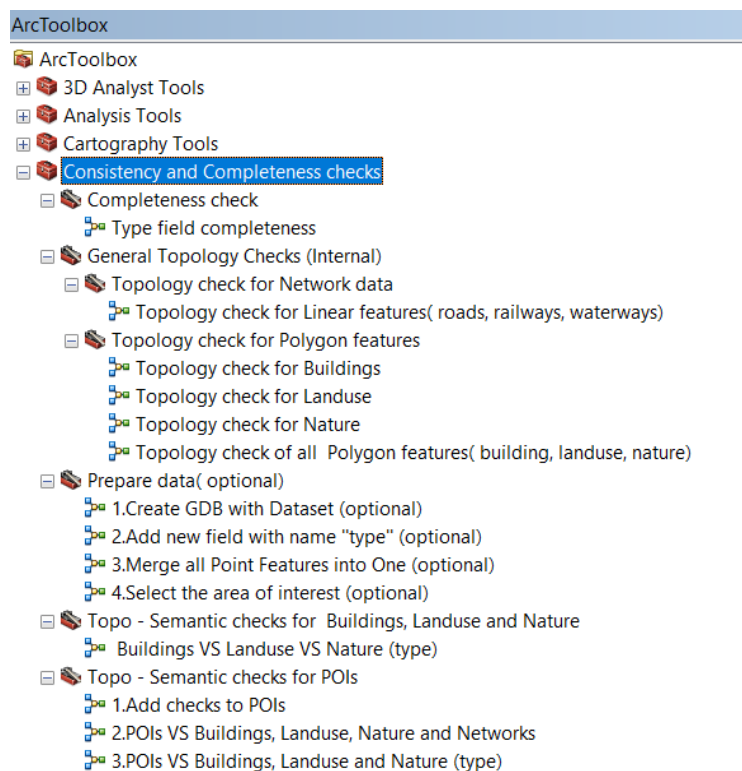 ArcToolbox
ArcToolbox
3D Analyst Tools
Analysis Tools
Cartography Tools
Consistency and Completeness checks
Completeness check
Type field completeness
General Topology Checks (Internal)
Topology check for Network data
Topology check for Linear features( roads, railways, waterways)
Topology check for Polygon features
Topology check for Buildings
Topology check for Landuse
Topology check for Nature
Topology check of all  Polygon features( building, landuse, nature)
Prepare data( optional)
1.Create GDB with Dataset (optional)
2.Add new field with name "type" (optional)
3.Merge all Point Features into One (optional)
4.Select the area of interest (optional)
Topo - Semantic checks for  Buildings, Landuse and Nature
Buildings VS Landuse VS Nature (type)
Topo - Semantic checks for POIs
1.Add checks to POIs
2.POIs VS Buildings, Landuse, Nature and Networks
3.POIs VS Buildings, Landuse and Nature (type)